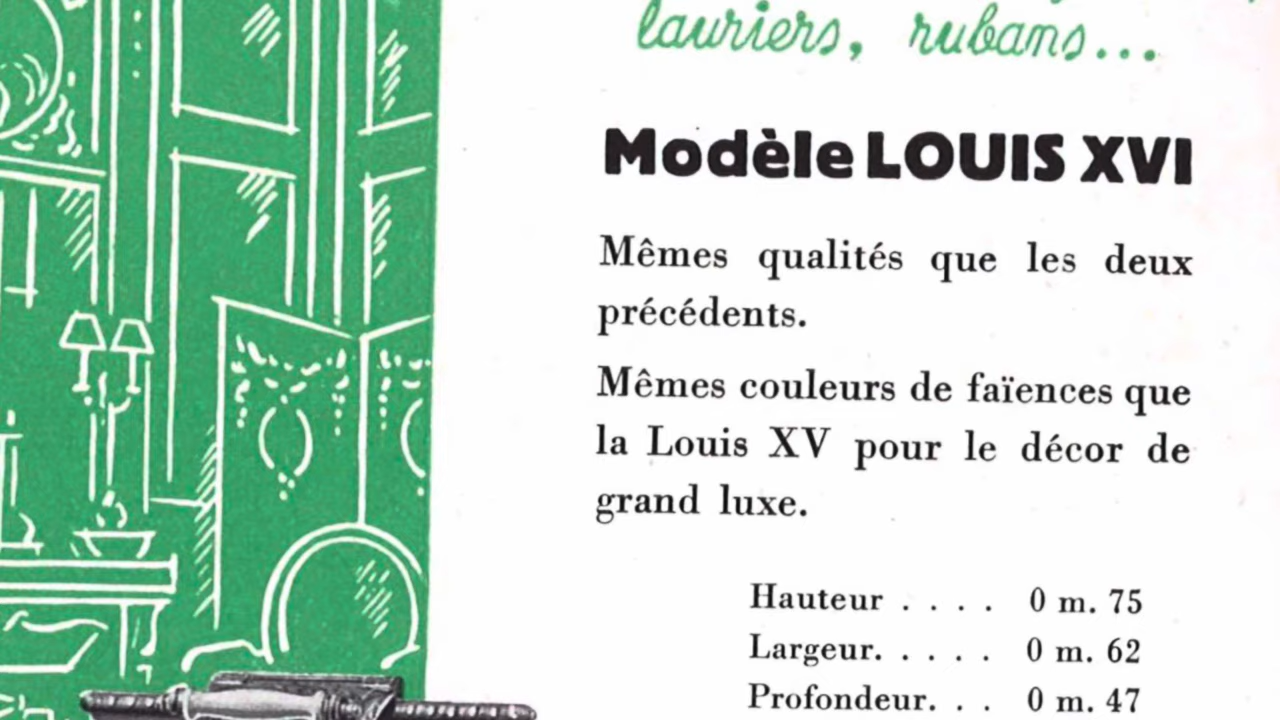 lauriers, rubans...
Modèle LOUIS XVI
Mêmes qualités que les deux
précédents.
Mêmes couleurs de faïences que
la Louis XV pour le décor de
grand luxe.
Hauteur . . . . 0 m. 75
Largeur. . . . . 0 m. 62
Profondeur. . . 0 m. 47